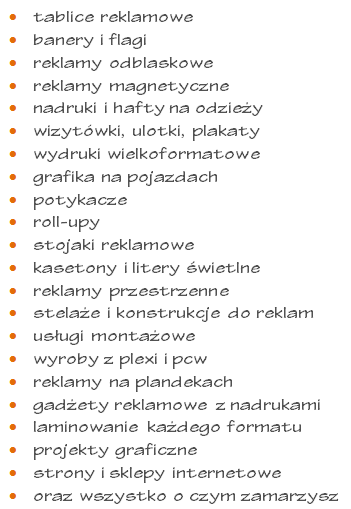 tablice reklamowe
banery i flagi
reklamy odblaskowe
reklamy magnetyczne
nadruki i hafty na odzieży
wizytówki, ulotki, plakaty
wydruki wielkoformatowe
grafika na pojazdach
potykacze
roll-upy
stojaki reklamowe
kasetony i litery świetlne
reklamy przestrzenne
stelaże i konstrukcje do reklam
usługi montażowe
wyroby z plexi i pcw
reklamy na plandekach
gadżety reklamowe z nadrukami
laminowanie każdego formatu
projekty graficzne
strony i sklepy internetowe
oraz wszystko o czym zamarzysz